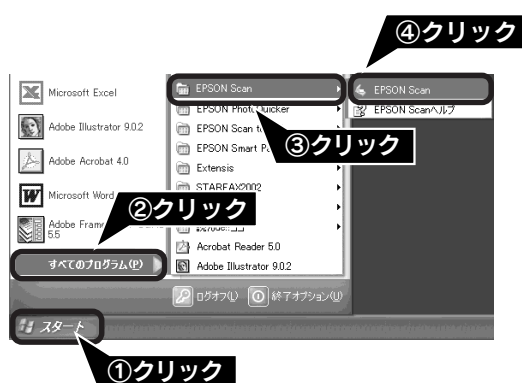 ④クリック
Microsoft Excel
Adobe Illustrator 9.0.2
Adobe Acrobat 4.0
Microsoft Word
Adobe
5.5
すべてのプログラム(P)
スタート
EPSON Scan
EPSON PhotoQuicker
EPSON Scan
EPSON Smart
Extensis
STARFAX2002
Acrobat Reader 5.0
Adobe Illustrator 9.0.2
ログオフ(L)
終了オプション(U)
EPSON Scan
EPSON Scanヘルプ
③クリック
②クリック
①クリック